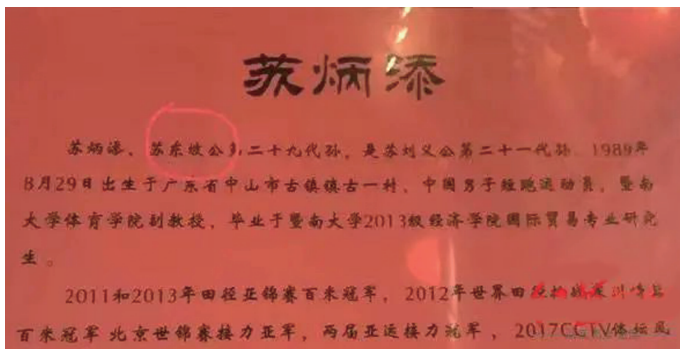 苏炳添
苏炳添，苏东坡公第二十九代孙，是苏刘义公第二十一代孙。1989年
8月29日出生于广东省中山市古镇镇古一村，中国男子短跑运动员，暨南
大学体育学院副教授，毕业于暨南大学2013级经济学院国际贸易专业研究
生。
2011和2013年田径亚锦赛百米冠军，2012年世界田径挑战赛川崎站
百米冠军 北京世锦赛接力亚军，两届亚运接力冠军，2017CCTV体坛风